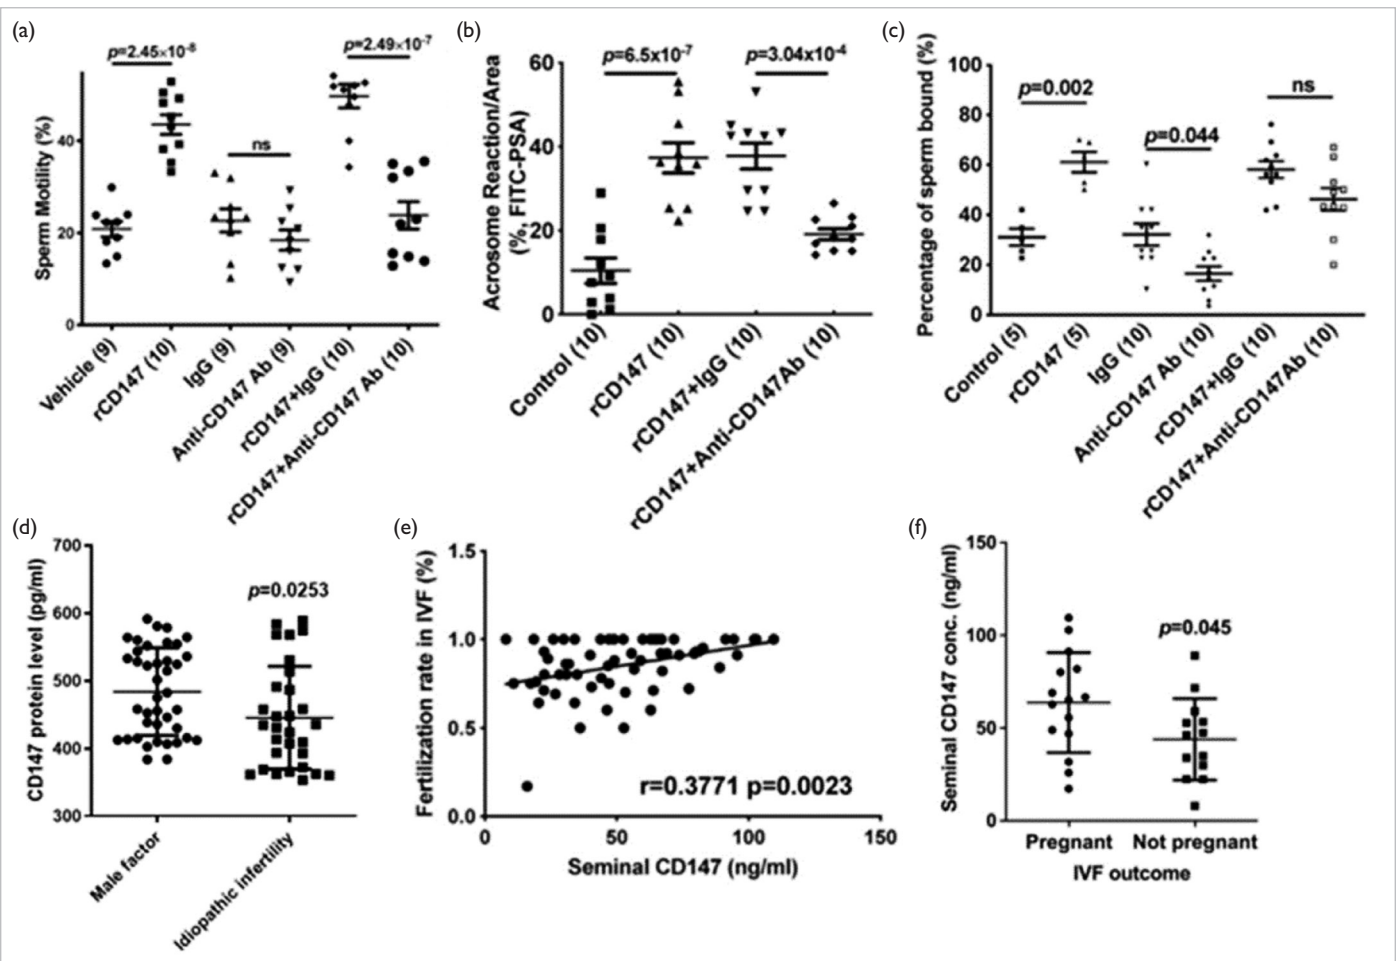 (a)
p=2.45×10-8
p=2.49×10-7
ns
Sperm Motility (%)
40
20
0
Vehicle (9)
rCD147 (10)
IgG (9)
Anti-CD147 Ab (9)
rCD147+IgG (10)
rCD147+Anti-CD147 Ab (10)
(b)
p=6.5x10-7
p=3.04x10-4
Acrosome Reaction/Area
(%, FITC-PSA)
60
40
20
0
Control (10)
rCD147 (10)
rCD147+IgG (10)
rCD147+Anti-CD147Ab (10)
(c)
p=0.002
p=0.044
ns
Percentage of sperm bound (%)
100
80
60
40
20
0
Control (5)
rCD147 (5)
IgG (10)
Anti-CD147 Ab (10)
rCD147+IgG (10)
rCD147+Anti-CD147Ab (10)
(d)
CD147 protein level (pg/ml)
700
600
500
400
300
p=0.0253
Male factor
Idiopathic infertility
(e)
Fertilization rate in IVF (%)
1.5
1.0
0.5
0.0
r=0.3771 p=0.0023
0
50
100
150
Seminal CD147 (ng/ml)
(f)
Seminal CD147 conc. (ng/ml)
150
100
50
0
p=0.045
Pregnant
Not pregnant
IVF outcome